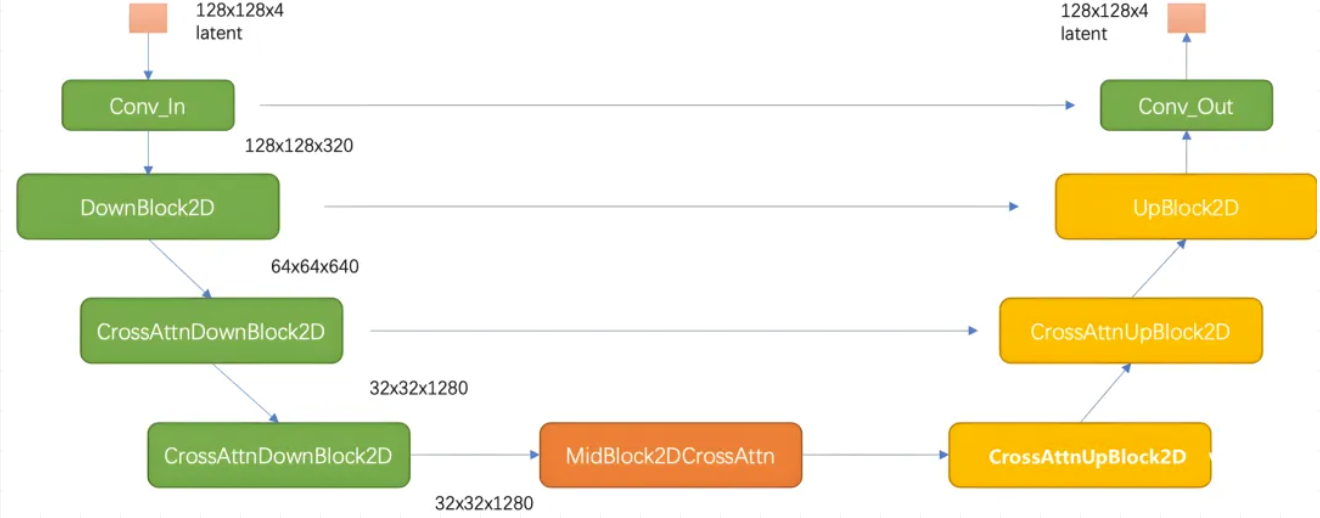 128x128x4
latent
128x128x4
latent
Conv_In
Conv_Out
128x128x320
DownBlock2D
UpBlock2D
64x64x640
CrossAttnDownBlock2D
CrossAttnUpBlock2D
32x32x1280
CrossAttnDownBlock2D
MidBlock2DCrossAttn
CrossAttnUpBlock2D
32x32x1280